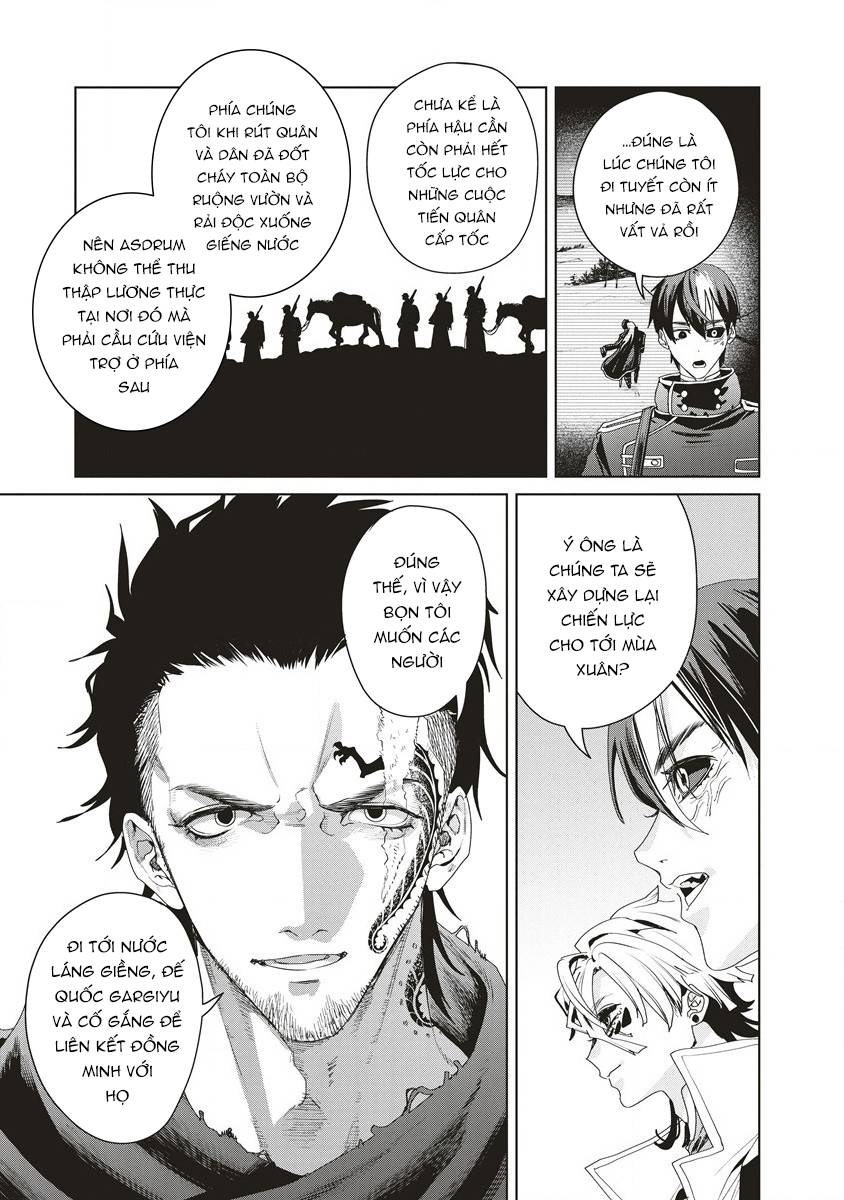 ...ĐÚNG LÀ
LÚC CHÚNG TÔI
ĐI TUYẾT CÒN ÍT
NHƯNG ĐÃ RẤT
VẤT VẢ RỒI
CHƯA KỂ LÀ
PHÍA HẬU CẦN
CÒN PHẢI HẾT
TỐC LỰC CHO
NHỮNG CUỘC
TIẾN QUÂN
CẤP TỐC
PHÍA CHÚNG
TÔI KHI RÚT QUÂN
VÀ DÂN ĐÃ ĐỐT
CHÁY TOÀN BỘ
RUỘNG VƯỜN VÀ
RẢI ĐỘC XUỐNG
GIẾNG NƯỚC
NÊN ASDRUM
KHÔNG THỂ THU
THẬP LƯƠNG THỰC
TẠI NƠI ĐÓ MÀ
PHẢI CẦU CỨU VIỆN
TRỢ Ở PHÍA
SAU
Ý ÔNG LÀ
CHÚNG TA SẼ
XÂY DỰNG LẠI
CHIẾN LỰC
CHO TỚI MÙA
XUÂN?
ĐÚNG
THẾ, VÌ VẬY
BỌN TÔI
MUỐN CÁC
NGƯỜI
ĐI TỚI NƯỚC
LÁNG GIỀNG, ĐẾ
QUỐC GARGIYU
VÀ CỐ GẮNG ĐỂ
LIÊN KẾT ĐỒNG
MINH VỚI
HỌ